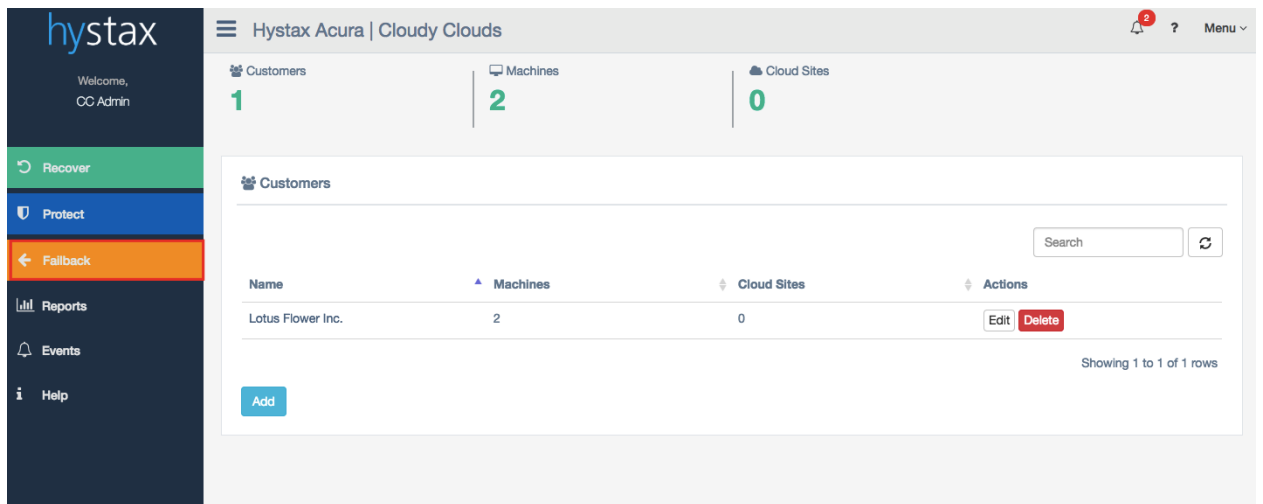 hystax
Welcome,
CC Admin
Recover
Protect
Failback
Reports
Events
Help
Hystax Acura | Cloudy Clouds
2
?
Menu
Customers
1
Machines
2
Cloud Sites
0
Customers
Search
Name Machines Cloud Sites Actions
Lotus Flower Inc. 2 0 Edit Delete
Showing 1 to 1 of 1 rows
Add